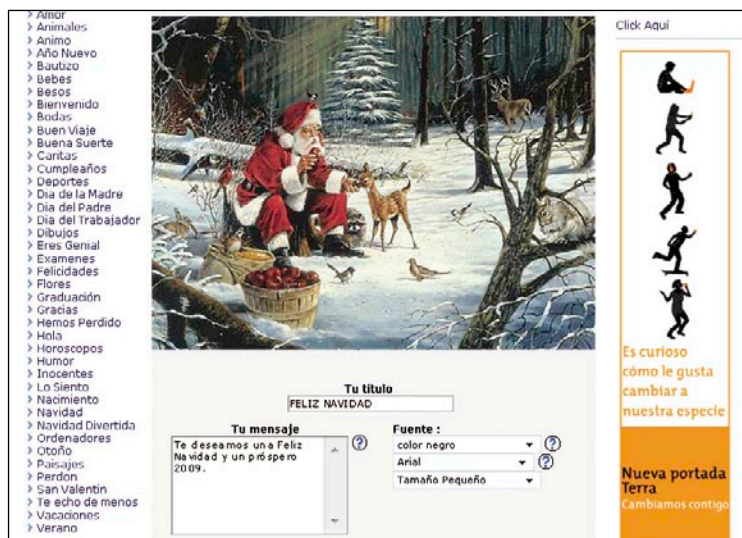 Amor
Animales
Animo
Año Nuevo
Bautizo
Bebes
Besos
Bienvenido
Bodas
Buen Viaje
Buena Suerte
Caritas
Cumpleaños
Deportes
Dia de la Madre
Dia del Padre
Dia del Trabajador
Dibujos
Eres Genial
Examenes
Felicidades
Flores
Graduación
Gracias
Hemos Perdido
Hola
Horoscopos
Humor
Inocentes
Lo Siento
Nacimiento
Navidad
Navidad Divertida
Ordenadores
Otoño
Paisajes
Perdon
San Valentin
Te echo de menos
Vacaciones
Verano
Tu título
FELIZ NAVIDAD
Tu mensaje
Te deseamos una Feliz
Navidad y un próspero
2009.
Fuente :
color negro
Arial
Tamaño Pequeño
Click Aquí
Es curioso
cómo le gusta
cambiar a
nuestra especie
Nueva portada
Terra
Cambiamos contigo